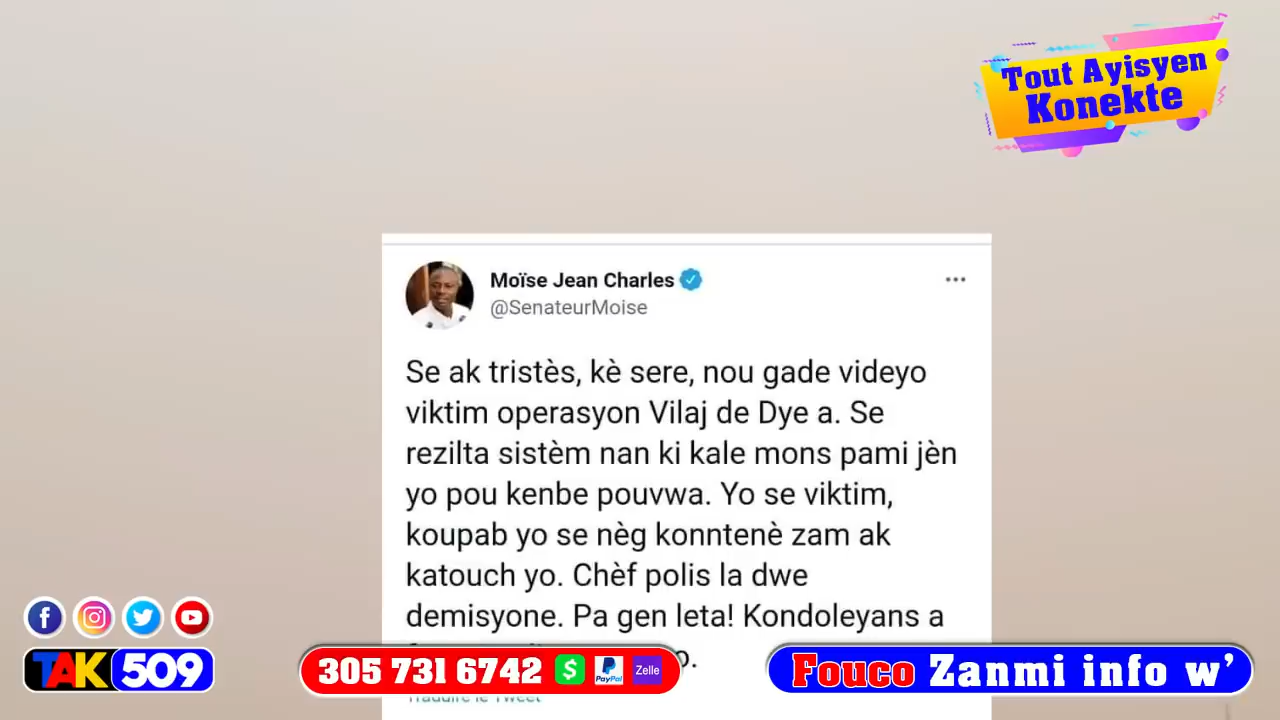 Tout Ayisyen
Konekte
Moïse Jean Charles
@SenateurMoise
Se ak tristès, kè sere, nou gade videyo
viktim operasyon Vilaj de Dye a. Se
rezilta sistèm nan ki kale mons pami jèn
yo pou kenbe pouvwa. Yo se viktim,
koupab yo se nèg konntenè zam ak
katouch yo. Chèf polis la dwe
demisyone. Pa gen leta! Kondoleyans a
Traduire le Tweet
TAK 509
305 731 6742 $ PayPal Zelle
Fouco Zanmi info w'